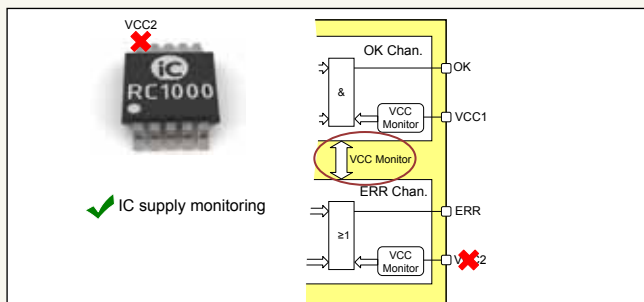 VCC2
iC
RC1000
IC supply monitoring
OK Chan.
OK
&
VCC
Monitor
VCC1
VCC Monitor
ERR Chan.
ERR
≥1
VCC
Monitor